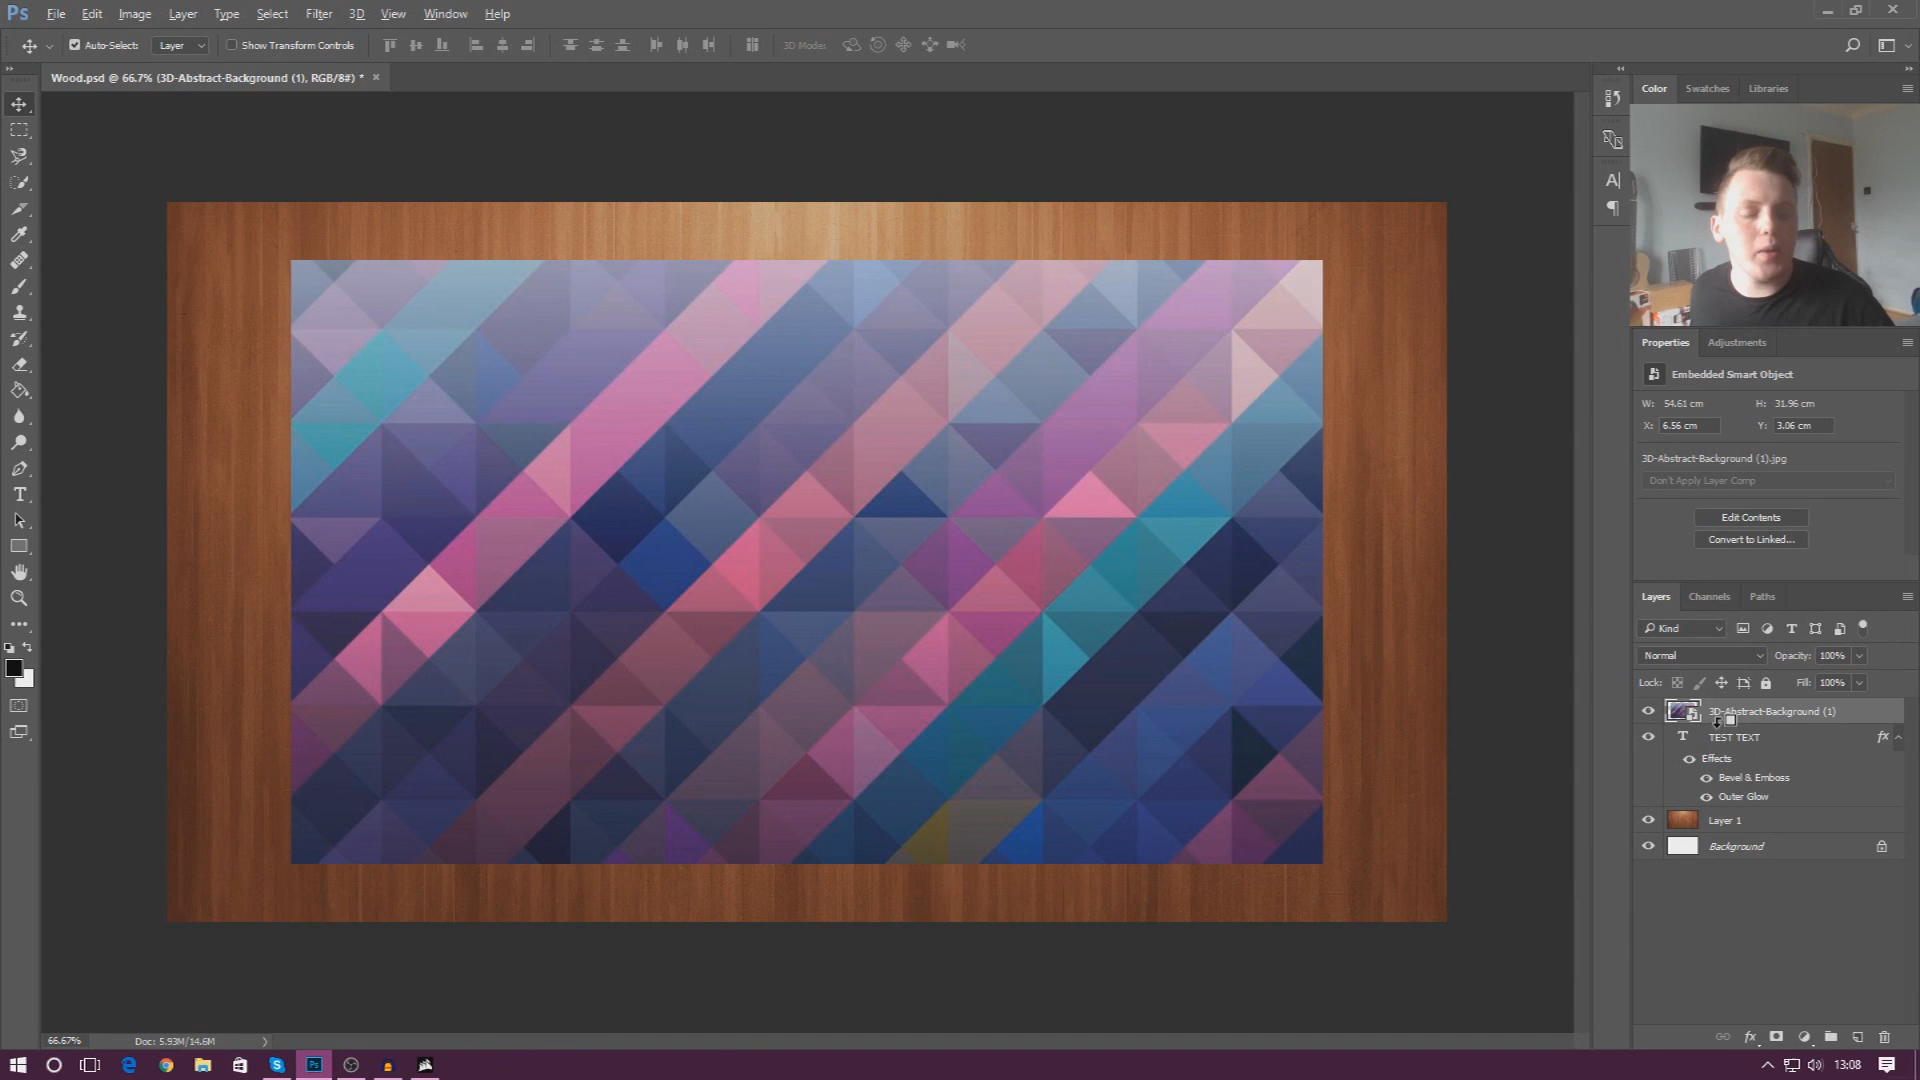 Ps File Edit Image Layer Type Select Filter 3D View Window Help
Auto-Select: Layer Show Transform Controls 3D Mode:
Wood.psd @ 66.7% (3D-Abstract-Background (1), RGB/8#) * ×
Color Swatches Libraries
Properties Adjustments
Embedded Smart Object
W: 54.61 cm H: 31.96 cm
X: 6.56 cm Y: 3.06 cm
3D-Abstract-Background (1).jpg
Don't Apply Layer Comp
Edit Contents
Convert to Linked...
Layers Channels Paths
Kind
Normal Opacity: 100%
Lock: Fill: 100%
3D-Abstract-Background (1)
T TEST TEXT fx
Effects
Bevel & Emboss
Outer Glow
Layer 1
Background
66.67% Doc: 5.93M/14.6M
fx
13:08